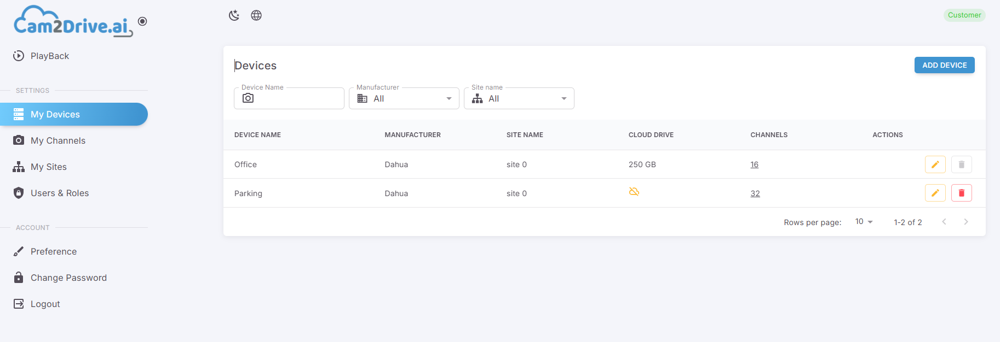 Cam2Drive.ai
Customer
PlayBack
SETTINGS
My Devices
My Channels
My Sites
Users & Roles
ACCOUNT
Preference
Change Password
Logout
Devices
ADD DEVICE
Device Name
Manufacturer
All
Site name
All
DEVICE NAME MANUFACTURER SITE NAME CLOUD DRIVE CHANNELS ACTIONS
Office Dahua site 0 250 GB 16
Parking Dahua site 0 32
Rows per page: 10 1-2 of 2